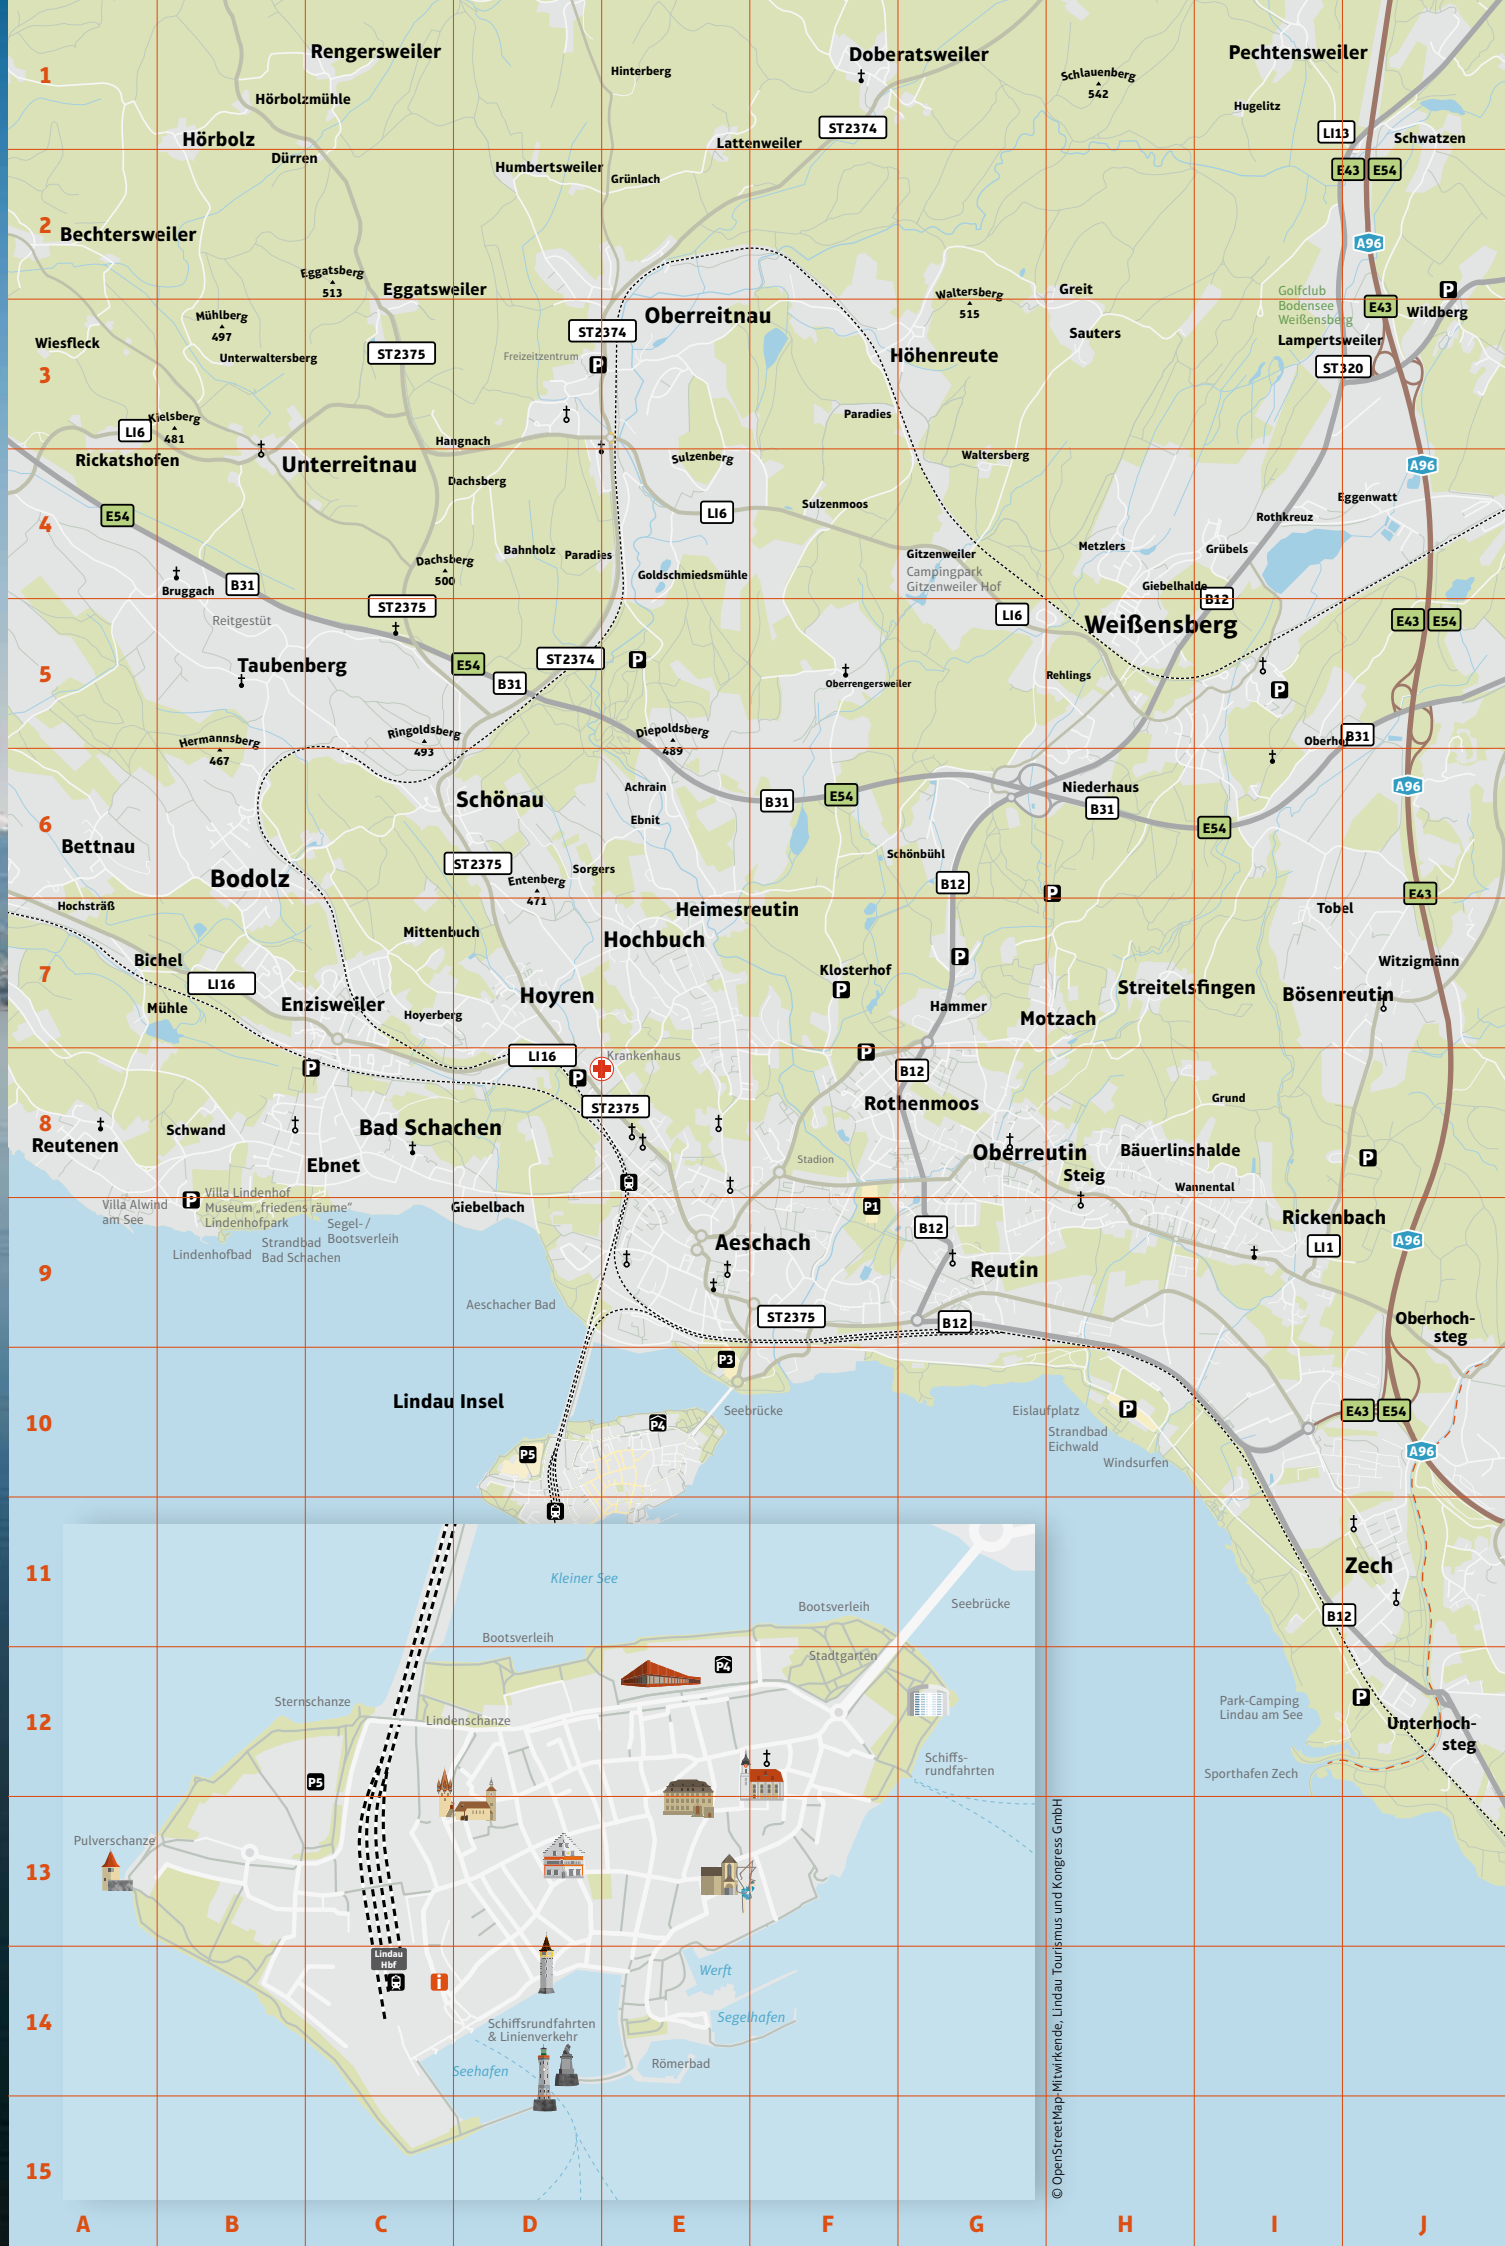 1
Rengersweiler
Hinterberg
Doberatsweiler
Pechtensweiler
Schlauenberg
542
Hörbolzmühle
Hugelitz
ST2374
LI13
Hörbolz
Lattenweiler
Schwatzen
Dürren
Humbertsweiler
Grünlach
E43
E54
2
Bechtersweiler
A96
Eggatsberg
513
Eggatsweiler
Waltersberg
515
Greit
Golfclub
Bodensee
Weißensberg
E43
Wildberg
P
Mühlberg
497
Oberreitnau
ST2374
Sauters
Lampertsweiler
Wiesfleck
Unterwaltersberg
ST2375
Freizeitzentrum
P
Höhenreute
ST320
3
Kielsberg
481
LI6
Paradies
Hangnach
Rickatshofen
Unterreitnau
Sulzenberg
Waltersberg
A96
Dachsberg
Eggenwatt
E54
LI6
Sulzenmoos
Rothkreuz
4
Bahnholz
Paradies
Gitzenweiler
Metzlers
Grübels
Dachsberg
500
Goldschmiedsmühle
Campingpark
Gitzenweiler Hof
Bruggach
B31
Giebelhalde
B12
ST2375
LI6
Reitgestüt
Weißensberg
E43
E54
Taubenberg
E54
B31
ST2374
P
Oberrengersweiler
Rehlings
P
5
Hermannsberg
467
Ringoldsberg
493
Diepoldsberg
489
Oberhof
B31
Schönau
Achrain
Ebnit
B31
E54
Niederhaus
B31
E54
A96
6
Bettnau
Bodolz
ST2375
Sorgers
Schönbühl
Entenberg
471
B12
P
E43
Hochsträß
Heimesreutin
Tobel
Mittenbuch
Hochbuch
Bichel
P
Witzigmänn
7
LI16
Klosterhof
P
Mühle
Enzisweiler
Hoyren
Hammer
Streitelsfingen
Bösenreutin
Hoyerberg
Motzach
LI16
Krankenhaus
P
P
P
B12
ST2375
Rothenmoos
Grund
8
Reutenen
Schwand
Bad Schachen
Oberreutin
Bäuerlinshalde
Ebnet
Stadion
Steig
P
Wannental
Villa Alwind
am See
P
Villa Lindenhof
Museum „friedens räume“
Lindenhofpark
Giebelbach
P1
Segel-/
Bootsverleih
Rickenbach
B12
Lindenhofbad
Strandbad
Bad Schachen
Aeschach
LI1
A96
9
Reutin
Aeschacher Bad
ST2375
B12
Oberhoch-
steg
P3
Lindau Insel
Seebrücke
Eislaufplatz
P
E43
E54
10
P4
Strandbad
Eichwald
P5
Windsurfen
A96
11
Kleiner See
Zech
Bootsverleih
Seebrücke
B12
Bootsverleih
Stadtgarten
P4
Sternschanze
Lindenschanze
Park-Camping
Lindau am See
P
12
Unterhoch-
steg
Schiffs-
rundfahrten
Sporthafen Zech
P5
Pulverschanze
13
Lindau
Hbf
i
Werft
14
Schiffsrundfahrten
& Linienverkehr
Segelhafen
Seehafen
Römerbad
15
© OpenStreetMap-Mitwirkende, Lindau Tourismus und Kongress GmbH
A
B
C
D
E
F
G
H
I
J